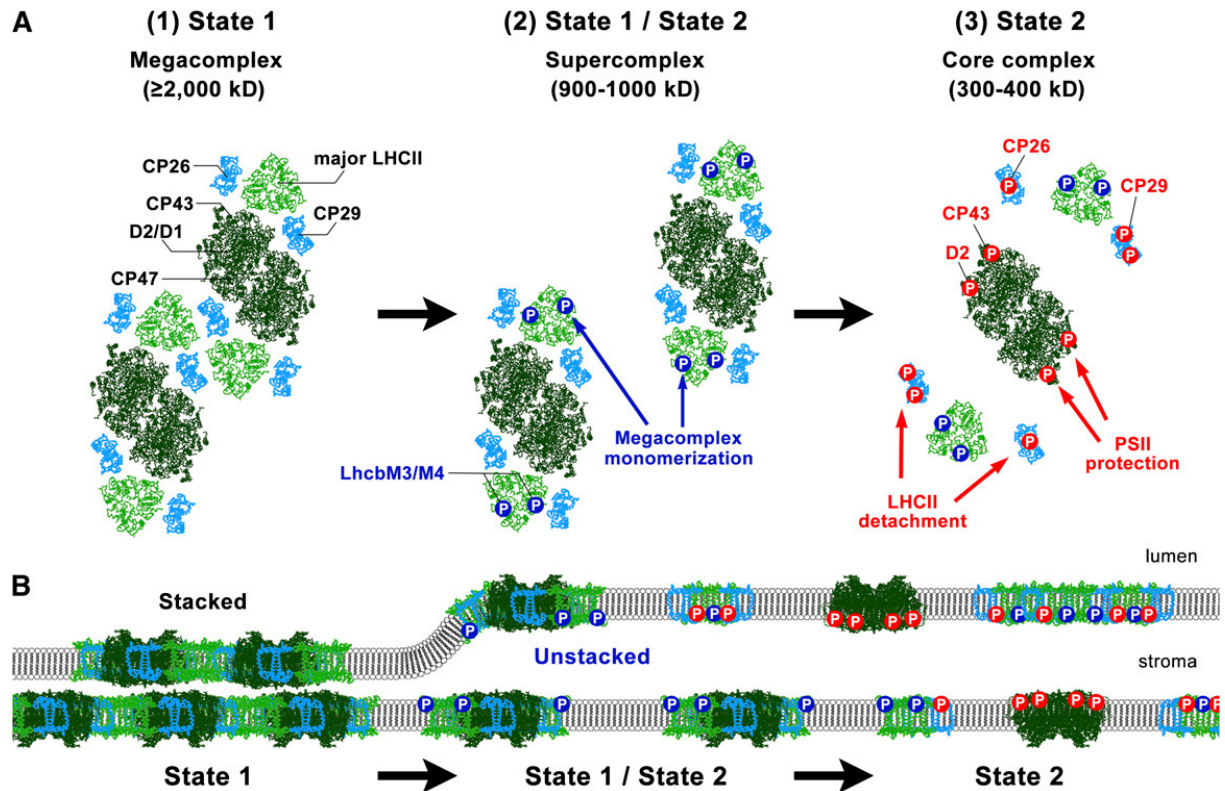 A
(1) State 1
Megacomplex
(≥2,000 kD)
(2) State 1 / State 2
Supercomplex
(900-1000 kD)
(3) State 2
Core complex
(300-400 kD)
CP26
major LHCII
CP43
CP29
D2/D1
CP47
P P
P P
P P
P P
Megacomplex
monomerization
LhcbM3/M4
CP26
P
P P
CP29
P
P
CP43
P
D2
P
P
P
P
P
P
P
P
PSII
protection
LHCII
detachment
B
lumen
Stacked
P P P
P P P
P P P P
P P P P P P P P
Unstacked
stroma
P P P
P P P
P P P
P P P P
P P P
State 1
State 1 / State 2
State 2